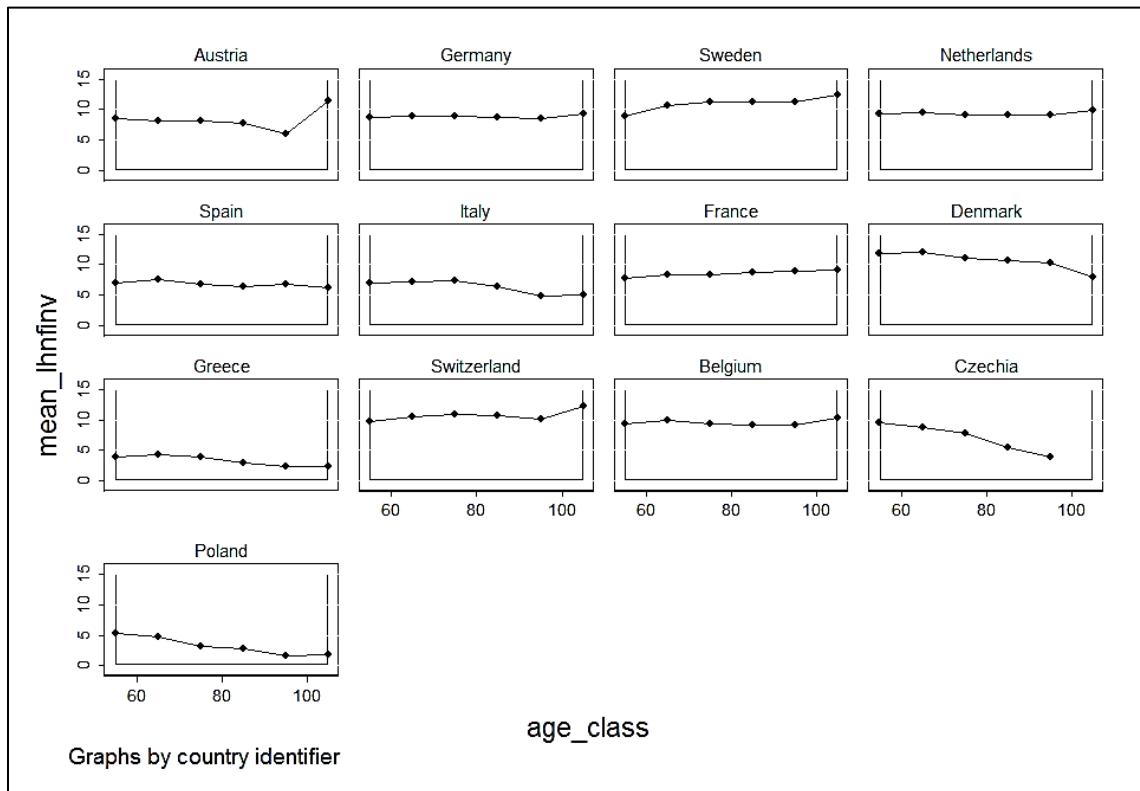 Austria
Germany
Sweden
Netherlands
15
10
5
0
Spain
Italy
France
Denmark
15
10
5
0
Greece
Switzerland
Belgium
Czechia
15
10
5
0
60 80 100
60 80 100
60 80 100
Poland
15
10
5
0
60 80 100
mean_lhnfinv
age_class
Graphs by country identifier